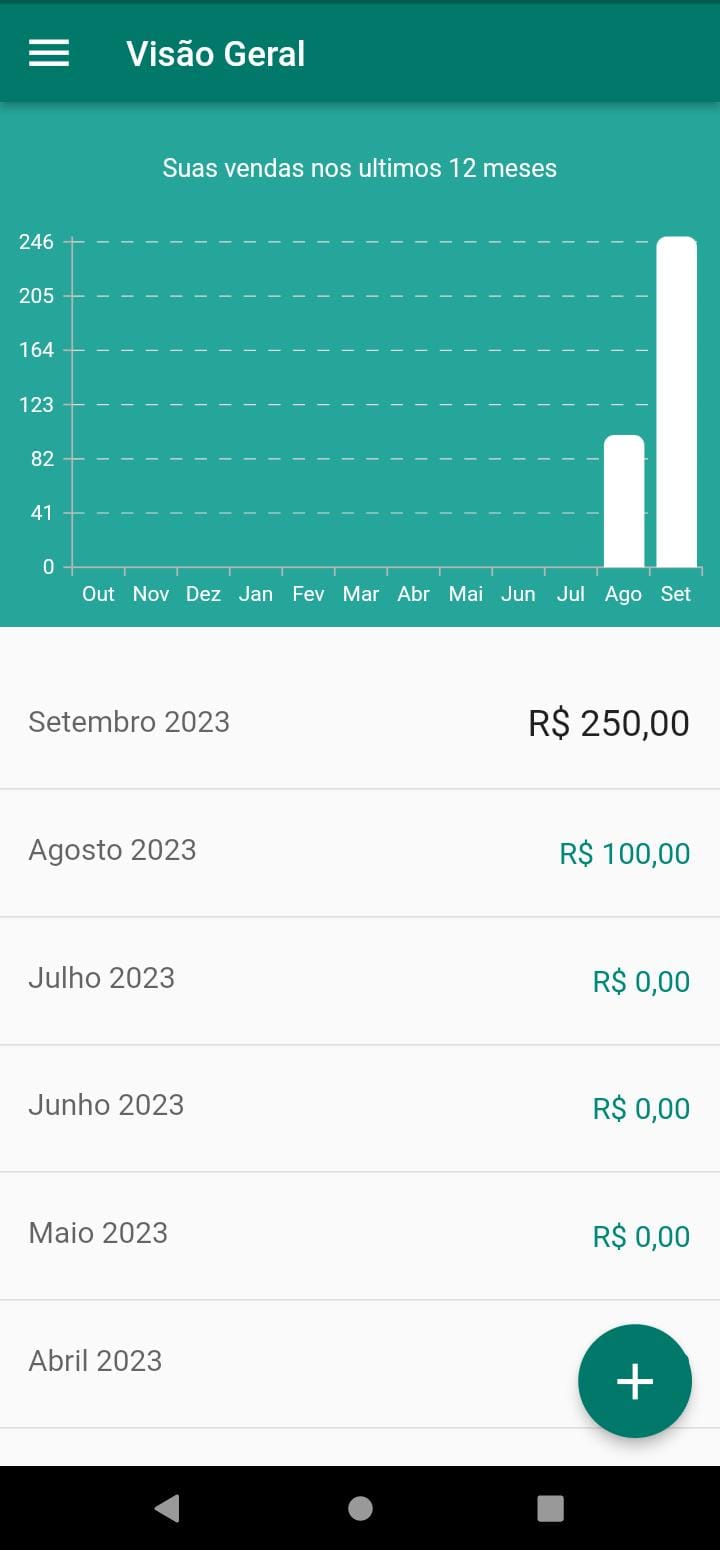 Visão Geral
Suas vendas nos ultimos 12 meses
246
205
164
123
82
41
0
Out Nov Dez Jan Fev Mar Abr Mai Jun Jul Ago Set
Setembro 2023 R$ 250,00
Agosto 2023 R$ 100,00
Julho 2023 R$ 0,00
Junho 2023 R$ 0,00
Maio 2023 R$ 0,00
Abril 2023